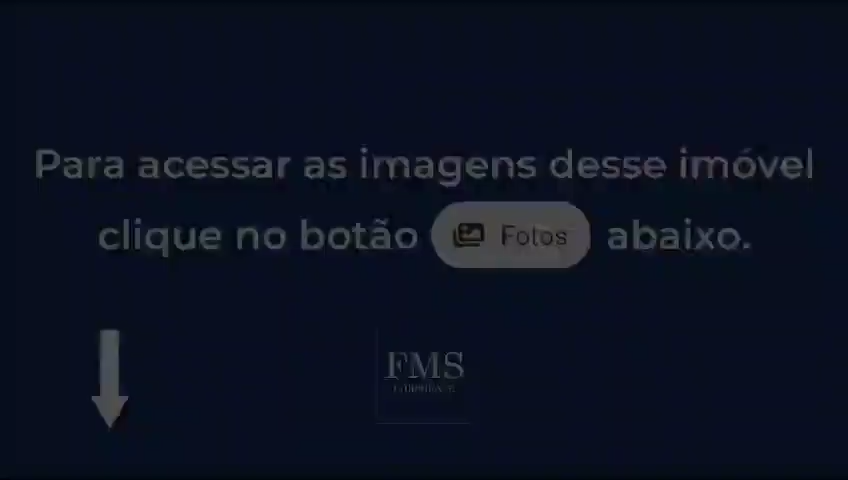 Para acessar as imagens desse imóvel
clique no botão Fotos abaixo.
FMS